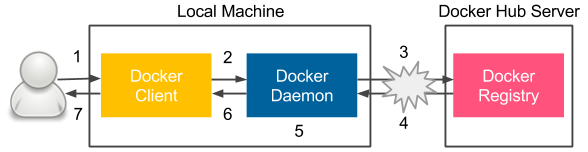 Local Machine
Docker Hub Server
1
2
3
Docker
Client
Docker
Daemon
Docker
Registry
7
6
5
4